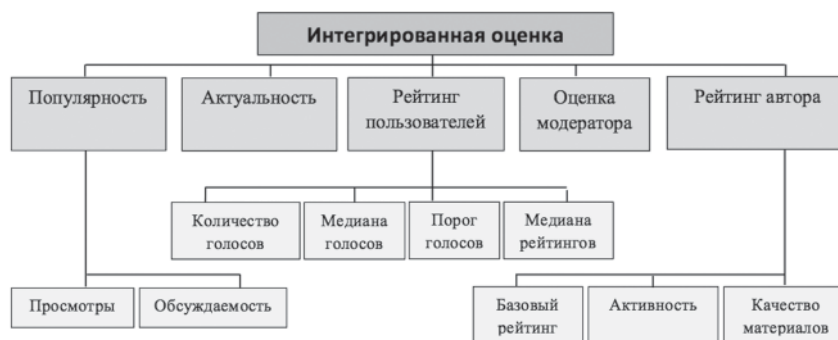 Интегрированная оценка
Популярность
Актуальность
Рейтинг
пользователей
Оценка
модератора
Рейтинг автора
Количество
голосов
Медиана
голосов
Порог
голосов
Медиана
рейтингов
Просмотры
Обсуждаемость
Базовый
рейтинг
Активность
Качество
материалов